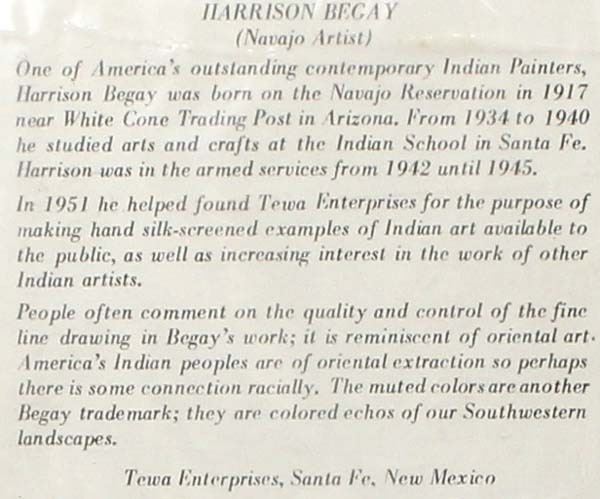 HARRISON BEGAY
(Navajo Artist)
One of America's outstanding contemporary Indian Painters,
Harrison Begay was born on the Navajo Reservation in 1917
near White Cone Trading Post in Arizona. From 1934 to 1940
he studied arts and crafts at the Indian School in Santa Fe.
Harrison was in the armed services from 1942 until 1945.
In 1951 he helped found Tewa Enterprises for the purpose of
making hand silk-screened examples of Indian art available to
the public, as well as increasing interest in the work of other
Indian artists.
People often comment on the quality and control of the fine
line drawing in Begay's work; it is reminiscent of oriental art.
America's Indian peoples are of oriental extraction so perhaps
there is some connection racially. The muted colors are another
Begay trademark; they are colored echos of our Southwestern
landscapes.
Tewa Enterprises, Santa Fe, New Mexico